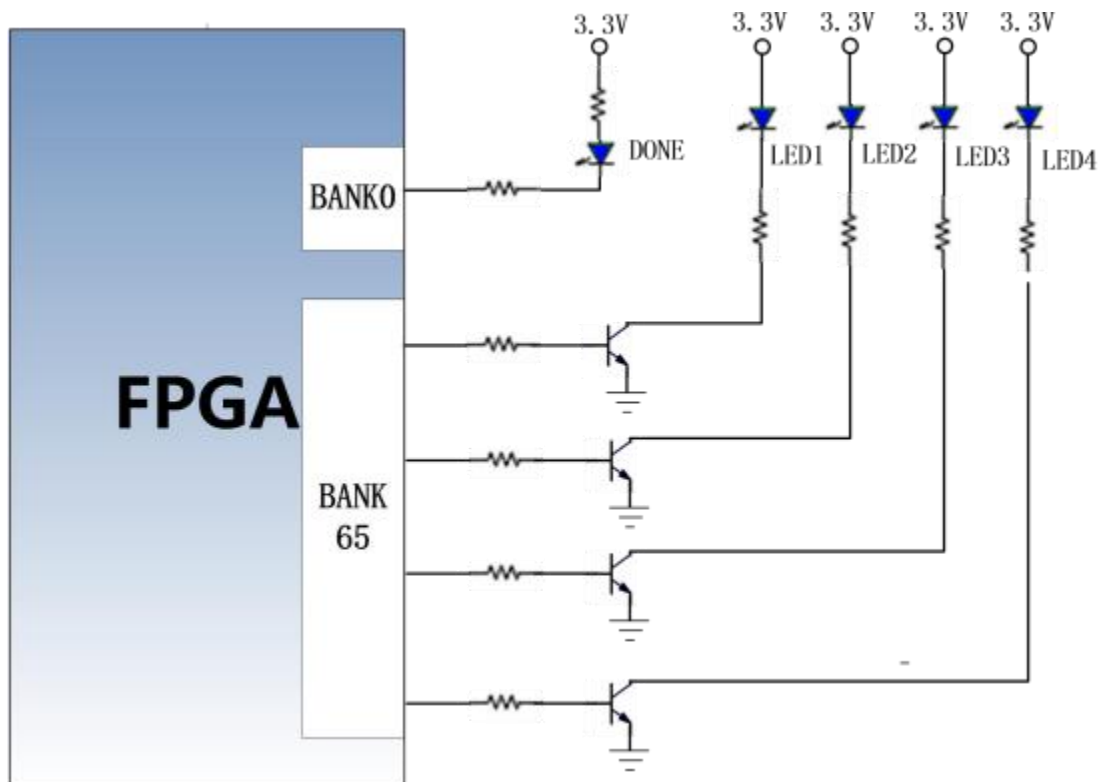 3.3V
3.3V
3.3V
3.3V
3.3V
DONE
LED1
LED2
LED3
LED4
BANK0
FPGA
BANK
65